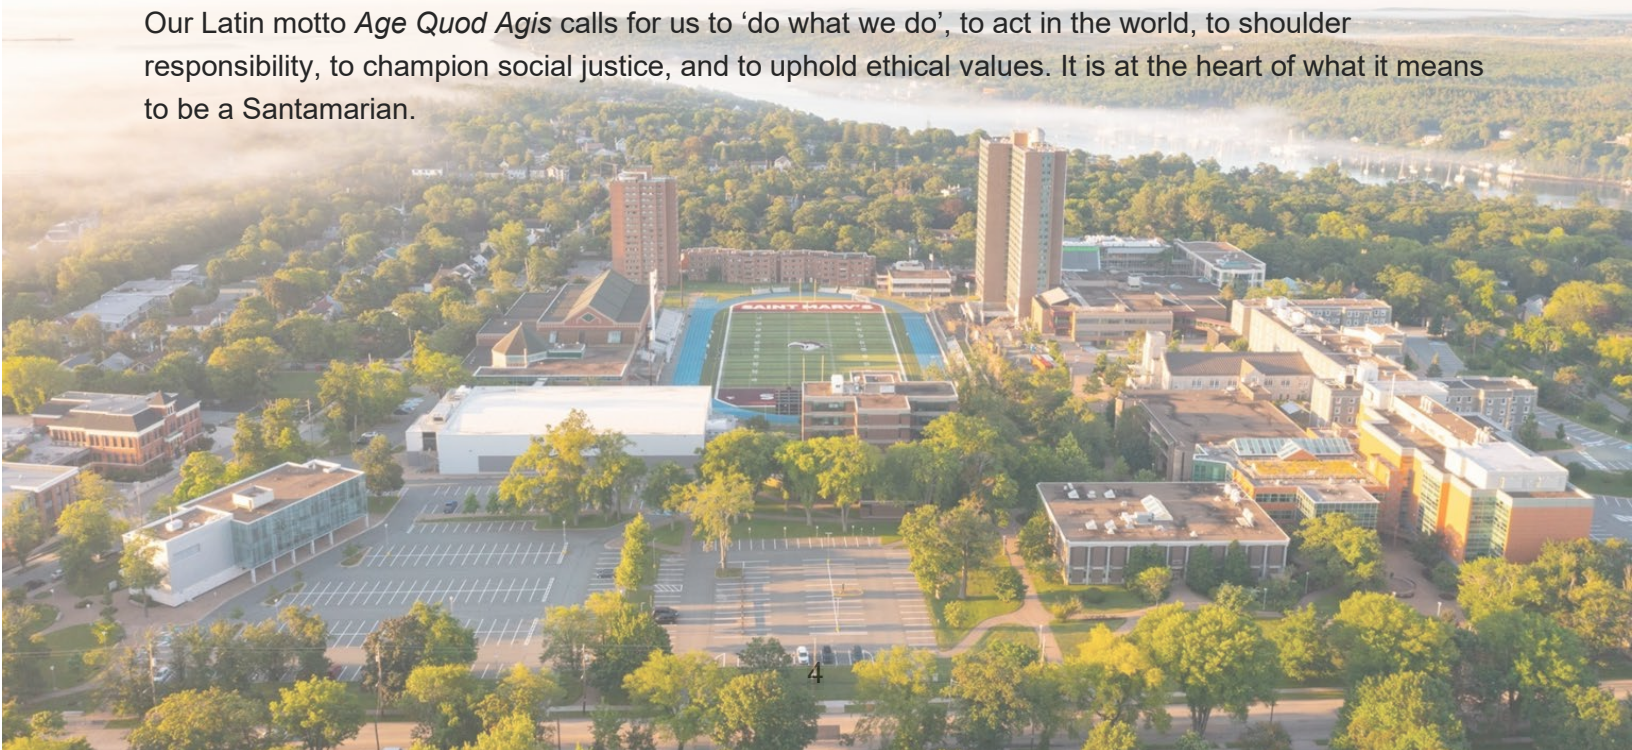 Our Latin motto Age Quod Agis calls for us to ‘do what we do’, to act in the world, to shoulder
responsibility, to champion social justice, and to uphold ethical values. It is at the heart of what it means
to be a Santamarian.
SAINT MARY'S
S
4